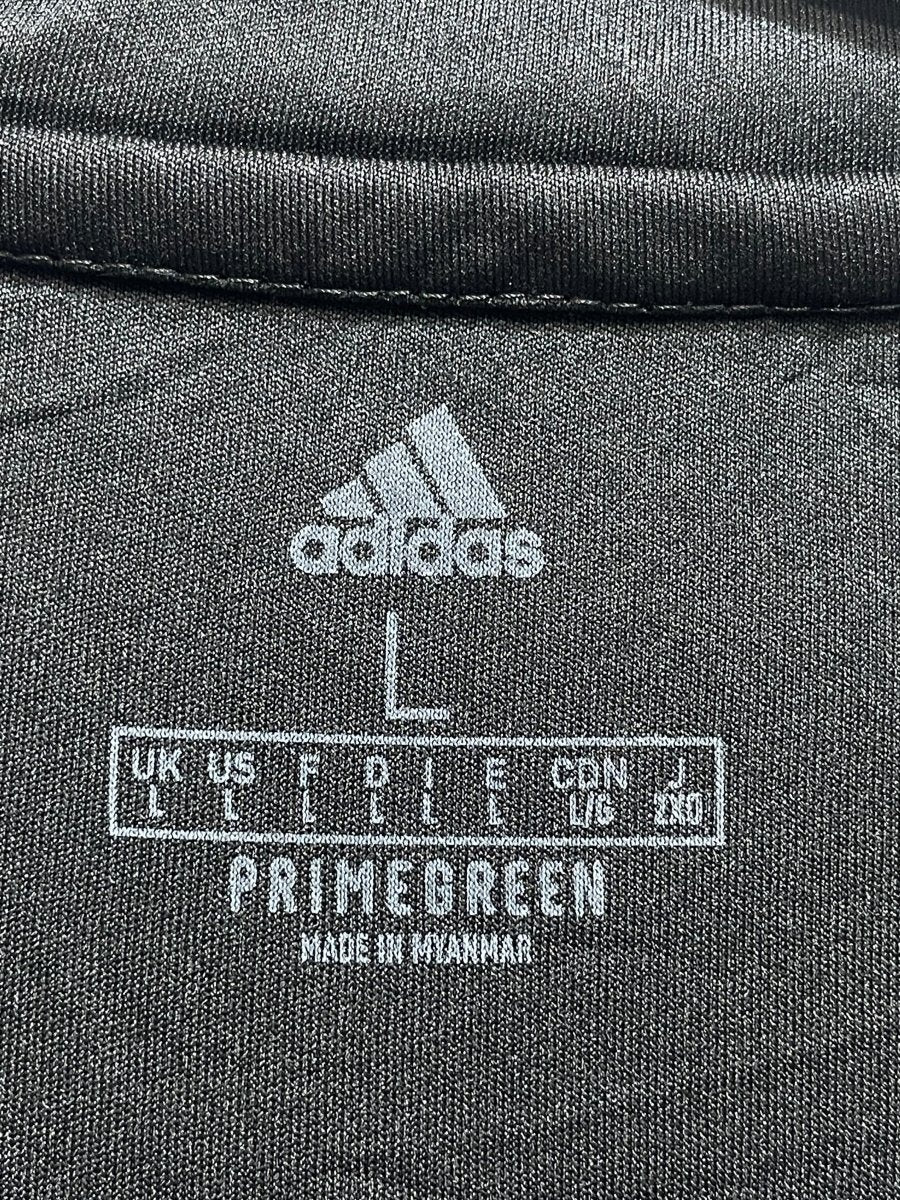 adidas
L
UK US F D I E CDN J
L L L L L L L/G 2XO
PRIMEGREEN
MADE IN MYANMAR